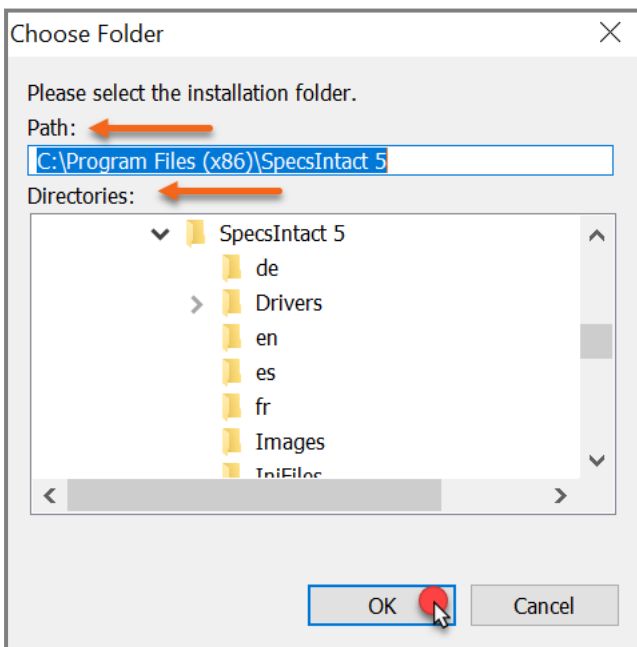 Choose Folder
Please select the installation folder.
Path:
C:\Program Files (x86)\SpecsIntact 5
Directories:
SpecsIntact 5
de
Drivers
en
es
fr
Images
IniFiles
OK
Cancel